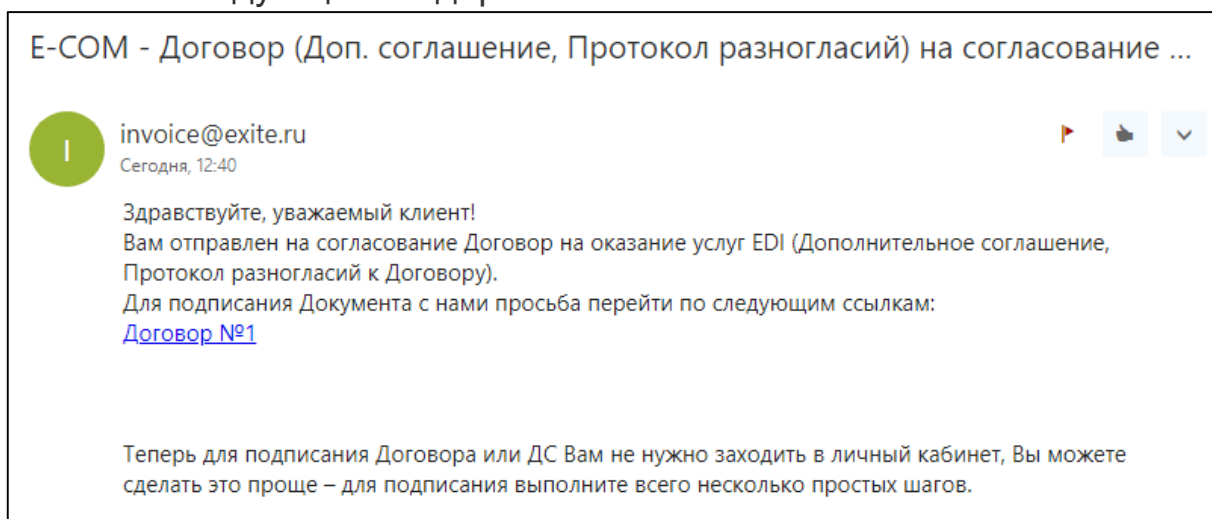 E-COM - Договор (Доп. соглашение, Протокол разногласий) на согласование ...
I
invoice@exite.ru
Сегодня, 12:40
Здравствуйте, уважаемый клиент!
Вам отправлен на согласование Договор на оказание услуг EDI (Дополнительное соглашение,
Протокол разногласий к Договору).
Для подписания Документа с нами просьба перейти по следующим ссылкам:
Договор №1
Теперь для подписания Договора или ДС Вам не нужно заходить в личный кабинет, Вы можете
сделать это проще – для подписания выполните всего несколько простых шагов.